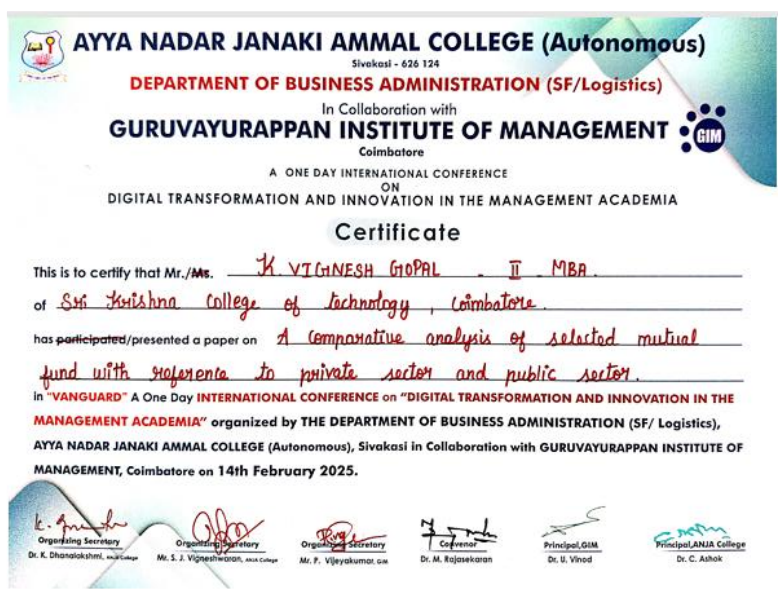 AYYA NADAR JANAKI AMMAL COLLEGE (Autonomous)
Sivakasi - 626 124
DEPARTMENT OF BUSINESS ADMINISTRATION (SF/Logistics)
In Collaboration with
GURUVAYURAPPAN INSTITUTE OF MANAGEMENT
GIM
Coimbatore
A ONE DAY INTERNATIONAL CONFERENCE
ON
DIGITAL TRANSFORMATION AND INNOVATION IN THE MANAGEMENT ACADEMIA
Certificate
This is to certify that Mr./Ms. K. VIGNESH GOPAL - II MBA.
of Sri Krishna College of technology, Coimbatore.
has participated/presented a paper on A Comparative analysis of selected mutual
fund with reference to private sector and public sector.
in "VANGUARD" A One Day INTERNATIONAL CONFERENCE on "DIGITAL TRANSFORMATION AND INNOVATION IN THE
MANAGEMENT ACADEMIA" organized by THE DEPARTMENT OF BUSINESS ADMINISTRATION (SF/ Logistics),
AYYA NADAR JANAKI AMMAL COLLEGE (Autonomous), Sivakasi in Collaboration with GURUVAYURAPPAN INSTITUTE OF
MANAGEMENT, Coimbatore on 14th February 2025.
Organizing Secretary Organizing Secretary Organizing Secretary Convenor Principal,GIM Principal,ANJA College
Dr. K. Dhanalakshmi, ANJA College Mr. S. J. Vigneshwaran, ANJA College Mr. P. Vijeyakumar, GIM Dr. M. Rajasekaran Dr. U. Vinod Dr. C. Ashok